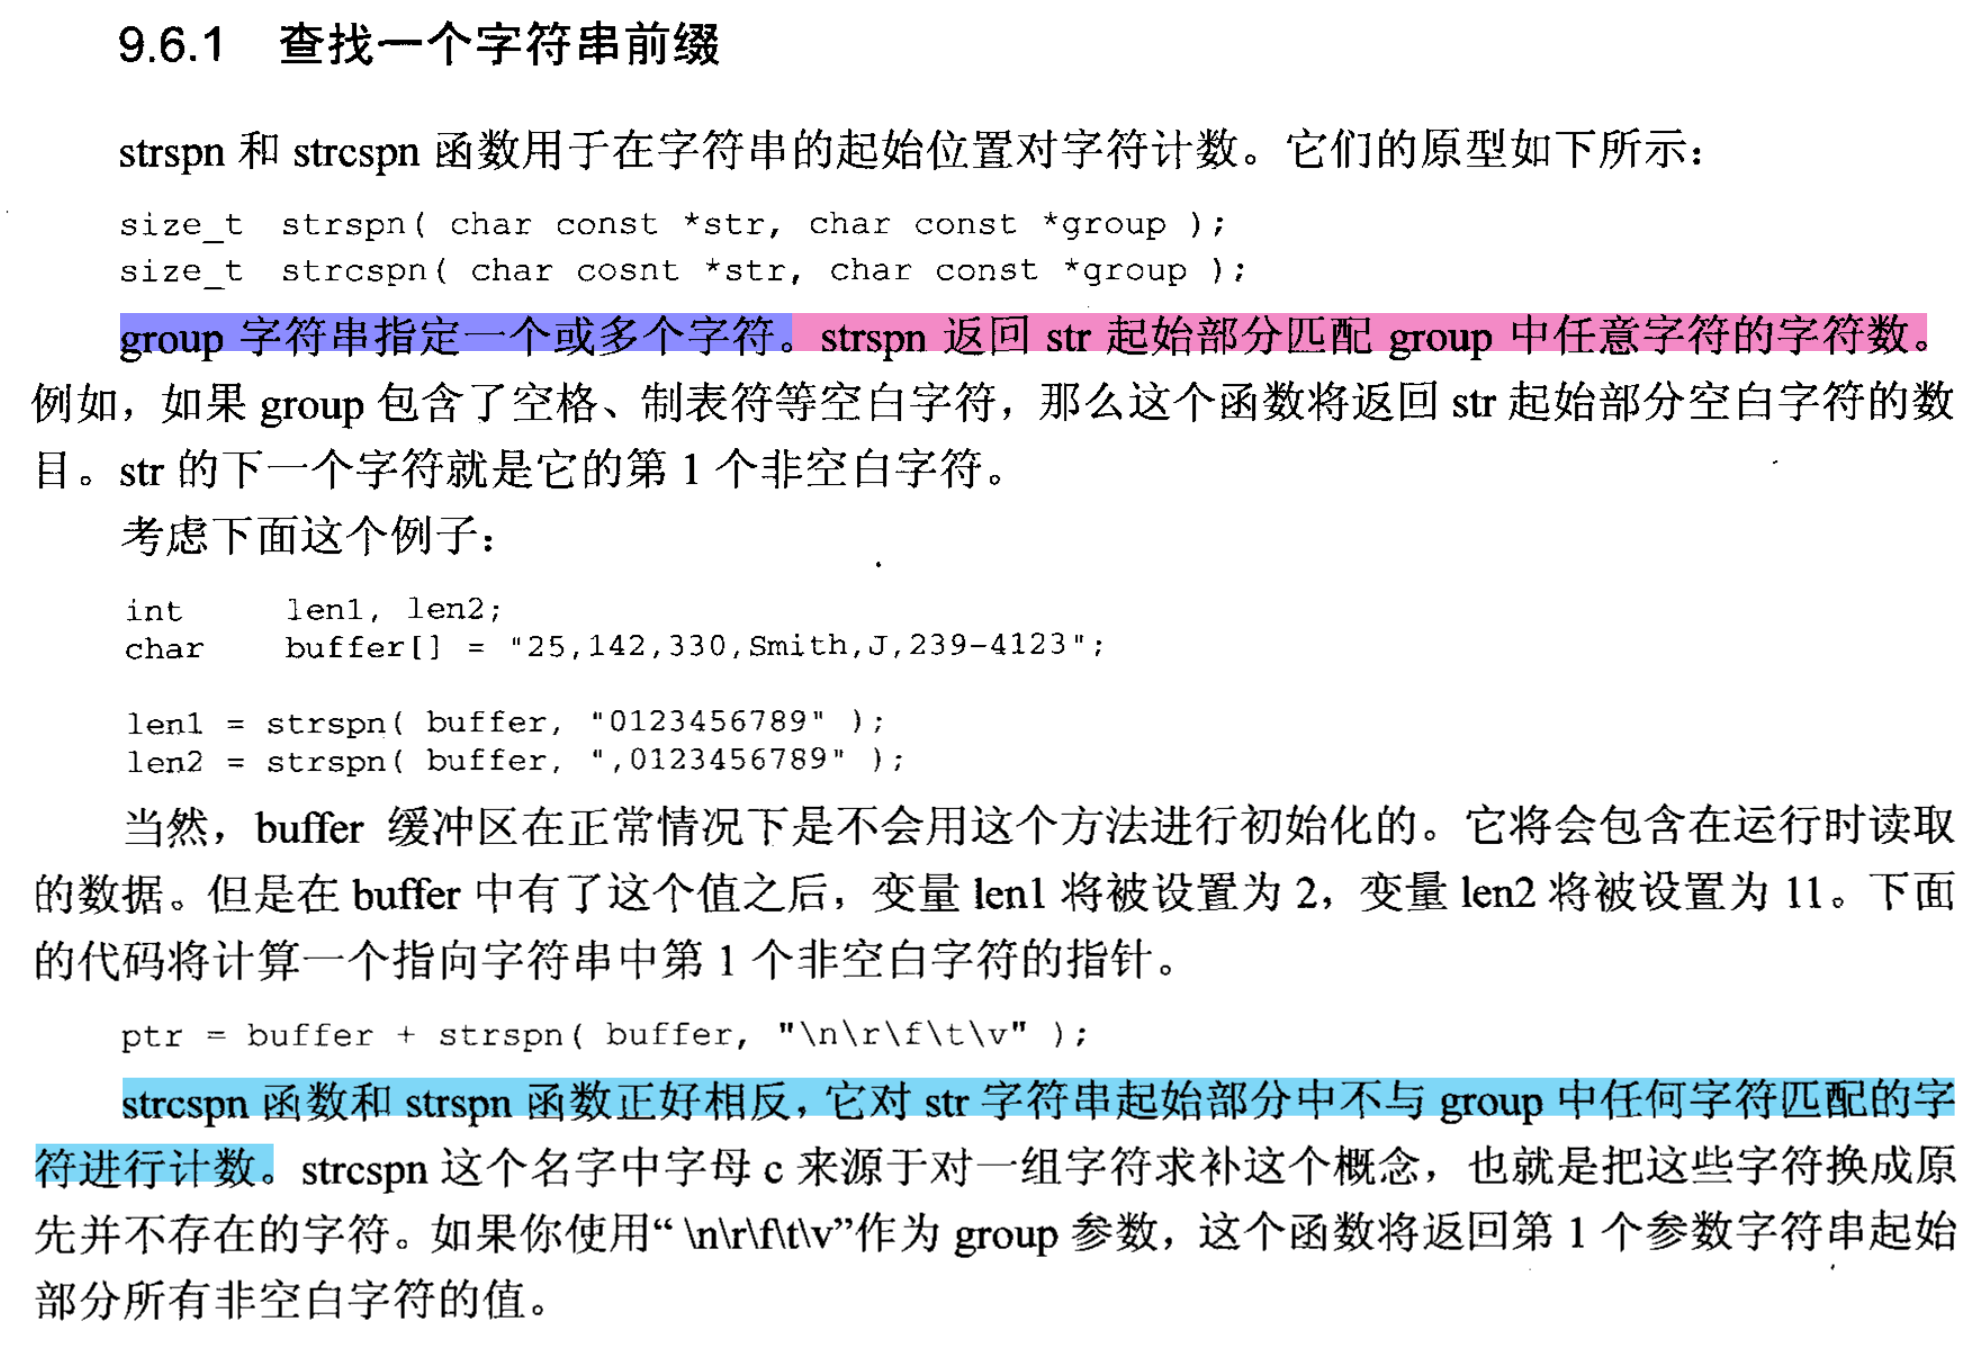 9.6.1 查找一个字符串前缀
strspn 和 strcspn 函数用于在字符串的起始位置对字符计数。它们的原型如下所示：
size_t strspn( char const *str, char const *group );
size_t strcspn( char cosnt *str, char const *group );
group 字符串指定一个或多个字符。strspn 返回 str 起始部分匹配 group 中任意字符的字符数。
例如，如果 group 包含了空格、制表符等空白字符，那么这个函数将返回 str 起始部分空白字符的数
目。str 的下一个字符就是它的第 1 个非空白字符。
考虑下面这个例子：
int len1, len2;
char buffer[] = "25,142,330,Smith,J,239-4123";
len1 = strspn( buffer, "0123456789" );
len2 = strspn( buffer, ",0123456789" );
当然，buffer 缓冲区在正常情况下是不会用这个方法进行初始化的。它将会包含在运行时读取
的数据。但是在 buffer 中有了这个值之后，变量 len1 将被设置为 2，变量 len2 将被设置为 11。下面
的代码将计算一个指向字符串中第 1 个非空白字符的指针。
ptr = buffer + strspn( buffer, "\n\r\f\t\v" );
strcspn 函数和 strspn 函数正好相反，它对 str 字符串起始部分中不与 group 中任何字符匹配的字
符进行计数。strcspn 这个名字中字母 c 来源于对一组字符求补这个概念，也就是把这些字符换成原
先并不存在的字符。如果你使用“ \n\r\f\t\v”作为 group 参数，这个函数将返回第 1 个参数字符串起始
部分所有非空白字符的值。